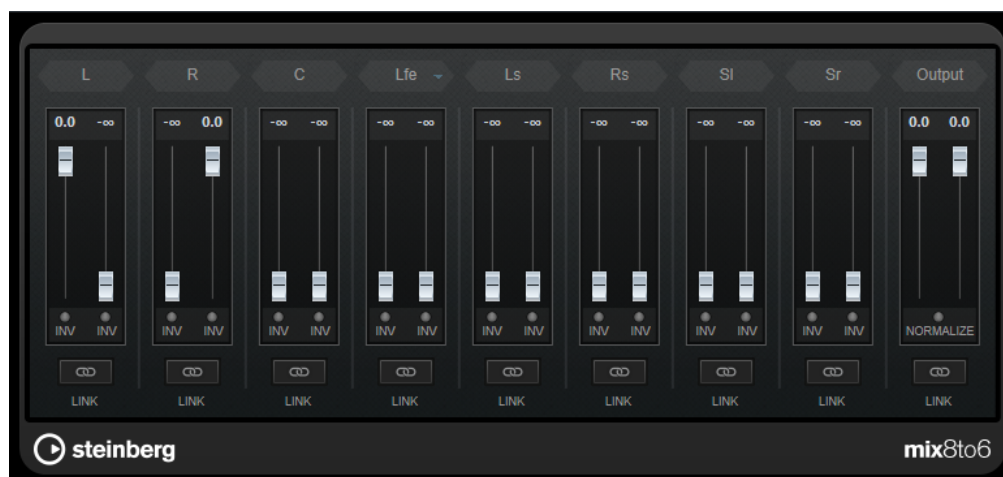 L R C Lfe Ls Rs Sl Sr Output
0.0 -∞ -∞ 0.0 -∞ -∞ -∞ -∞ -∞ -∞ -∞ -∞ -∞ -∞ -∞ -∞ 0.0 0.0
INV INV INV INV INV INV INV INV INV INV INV INV INV INV INV INV NORMALIZE
LINK LINK LINK LINK LINK LINK LINK LINK LINK
steinberg mix8to6